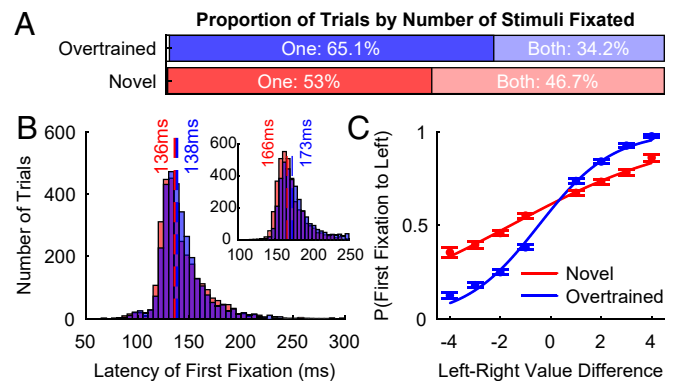 A
Proportion of Trials by Number of Stimuli Fixated
Overtrained
One: 65.1%
Both: 34.2%
Novel
One: 53%
Both: 46.7%
B
600
400
200
0
Number of Trials
136ms
138ms
50
100
150
200
250
300
Latency of First Fixation (ms)
600
400
200
0
166ms
173ms
100
150
200
250
C
1
0.5
0
P(First Fixation to Left)
Novel
Overtrained
-4
-2
0
2
4
Left-Right Value Difference